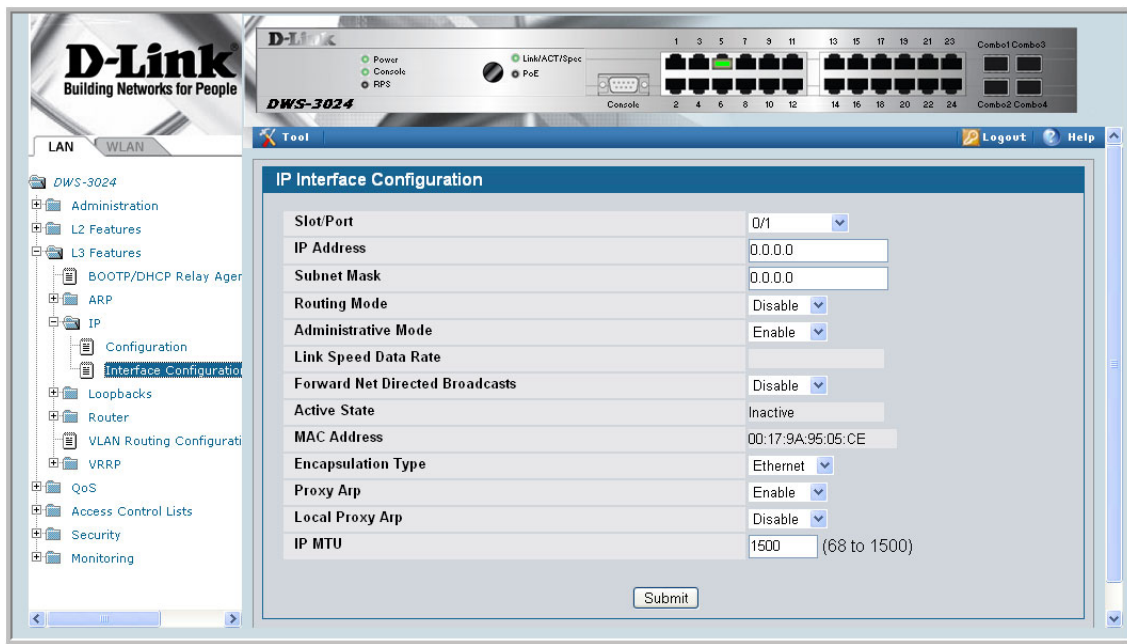 D-Link
Building Networks for People
D-Link
Power
Console
RPS
Link/ACT/Spec
PoE
Console
DWS-3024
1 3 5 7 9 11 13 15 17 19 21 23
2 4 6 8 10 12 14 16 18 20 22 24
Combo1 Combo3
Combo2 Combo4
LAN
WLAN
Tool
Logout
Help
DWS-3024
Administration
L2 Features
L3 Features
BOOTP/DHCP Relay Agen
ARP
IP
Configuration
Interface Configuration
Loopbacks
Router
VLAN Routing Configurati
VRRP
QoS
Access Control Lists
Security
Monitoring
IP Interface Configuration
Slot/Port 0/1
IP Address 0.0.0.0
Subnet Mask 0.0.0.0
Routing Mode Disable
Administrative Mode Enable
Link Speed Data Rate
Forward Net Directed Broadcasts Disable
Active State Inactive
MAC Address 00:17:9A:95:05:CE
Encapsulation Type Ethernet
Proxy Arp Enable
Local Proxy Arp Disable
IP MTU 1500 (68 to 1500)
Submit